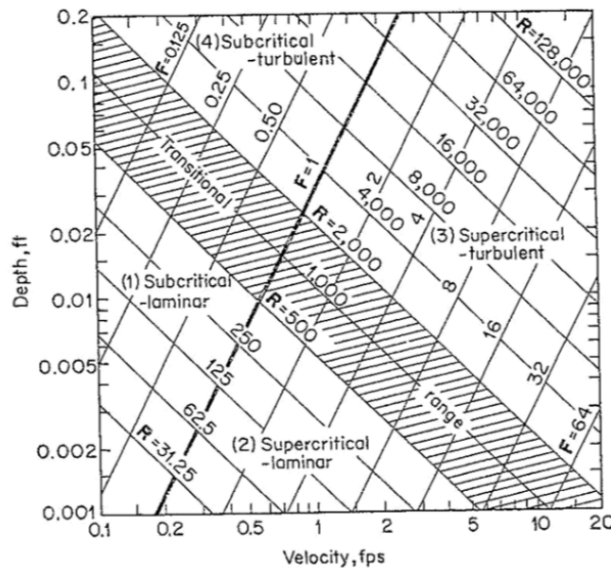 0.2
0.1
0.05
0.02
0.01
0.005
0.002
0.001
Depth, ft
0.1
0.2
0.5
1
2
5
10
20
Velocity, fps
F=0.125
0.25
0.50
F=1
2
4
8
16
32
F=64
(4) Subcritical
-turbulent
R=128,000
64,000
32,000
16,000
8,000
4,000
R=2,000
1,000
R=500
250
125
62.5
R=31.25
Transitional
range
(1) Subcritical
-laminar
(2) Supercritical
-laminar
(3) Supercritical
-turbulent